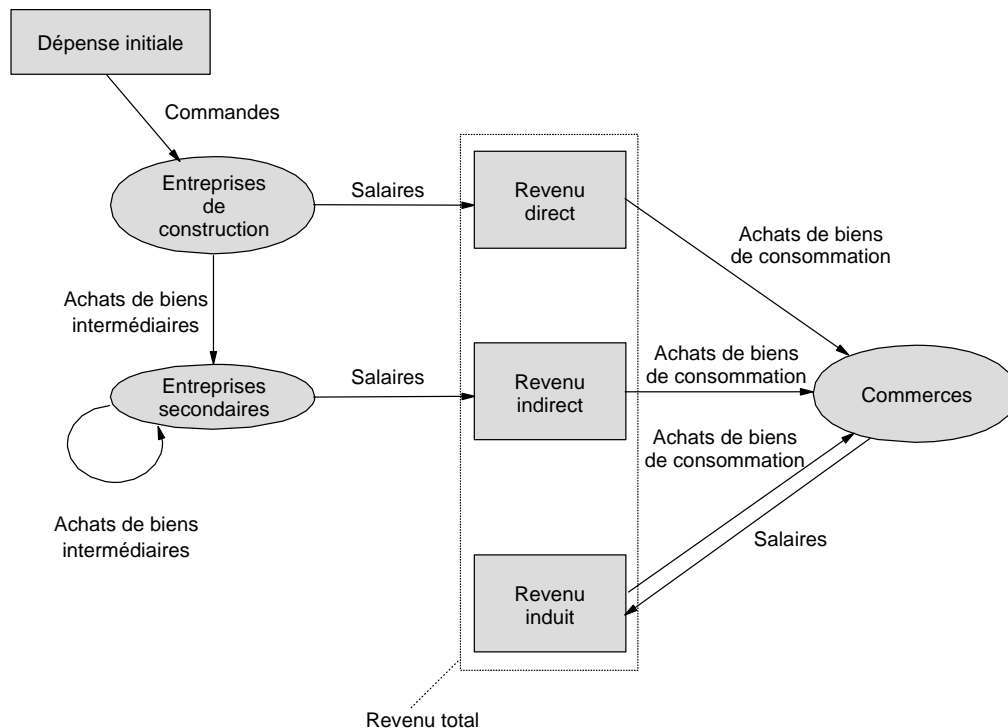 Dépense initiale
Commandes
Entreprises
de
construction
Salaires
Revenu
direct
Achats de biens
de consommation
Achats de biens
intermédiaires
Entreprises
secondaires
Salaires
Revenu
indirect
Achats de biens
de consommation
Commerces
Achats de biens
de consommation
Achats de biens
intermédiaires
Salaires
Revenu
induit
Revenu total